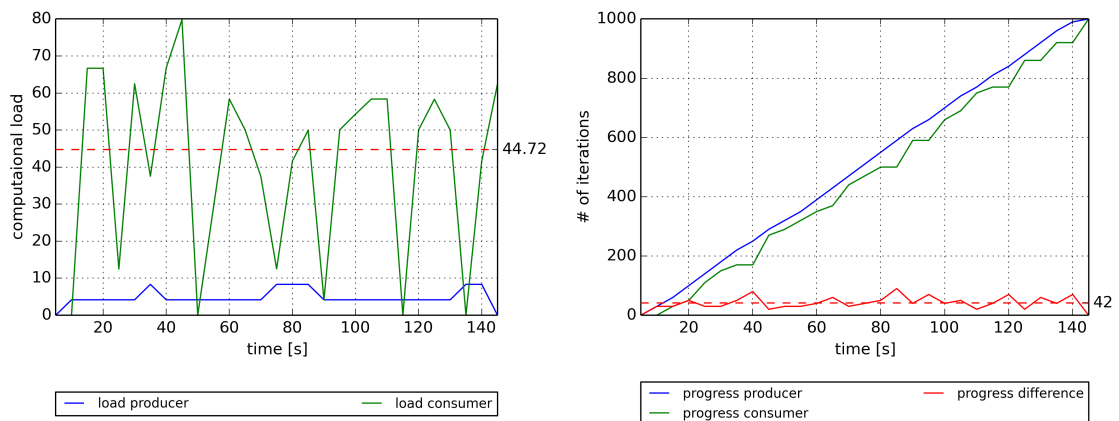 80
70
60
50
40
30
20
10
0
computaional load
44.72
20 40 60 80 100 120 140
time [s]
load producer
load consumer
1000
800
600
400
200
0
# of iterations
42
20 40 60 80 100 120 140
time [s]
progress producer
progress difference
progress consumer